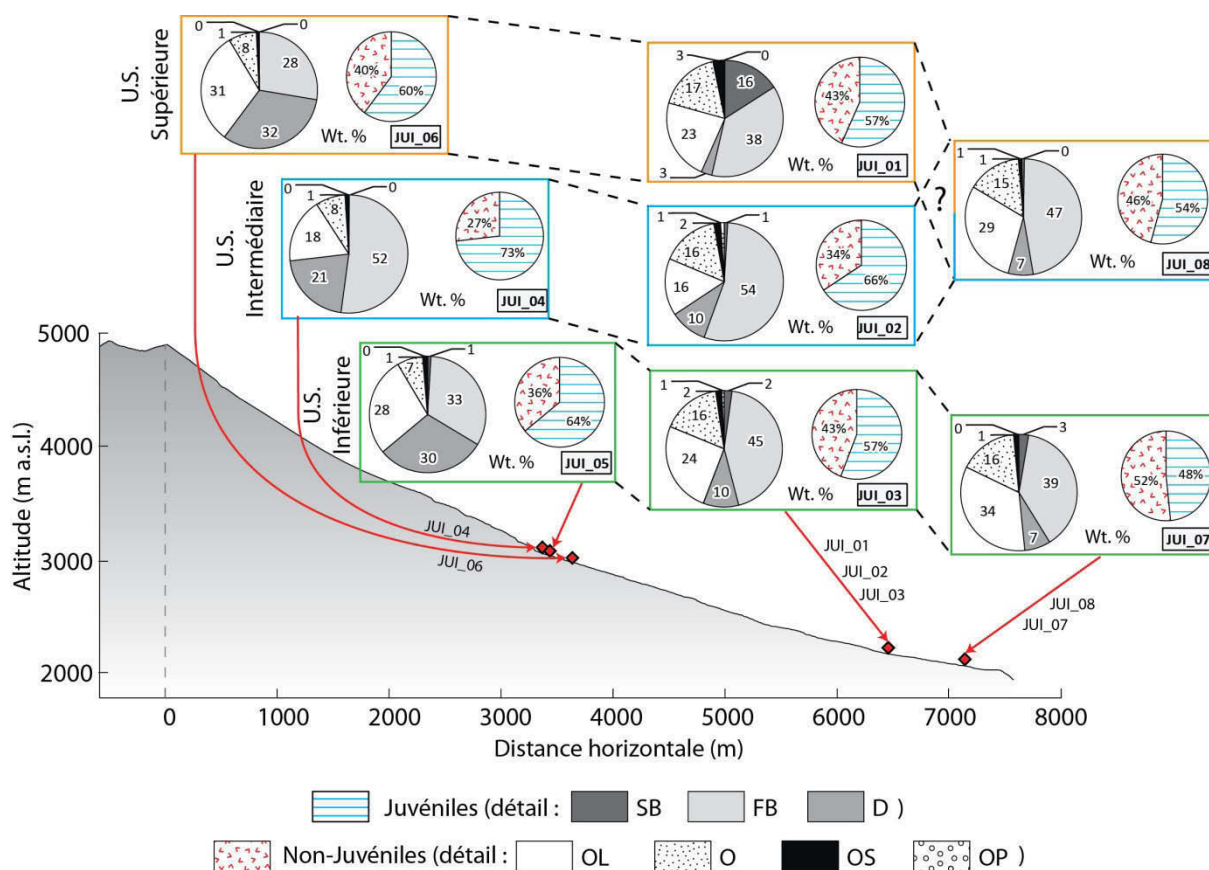 U.S.
Supérieure
0
0
1
8
28
31
32
40%
60%
Wt. %
JUI_06
3
0
17
16
23
38
3
43%
57%
Wt. %
JUI_01
U.S.
Intermédiaire
0
0
1
8
18
52
21
27%
73%
Wt. %
JUI_04
1
1
2
16
16
54
10
34%
66%
Wt. %
JUI_02
?
1
0
1
15
29
47
7
46%
54%
Wt. %
JUI_08
U.S.
Inférieure
0
1
1
7
28
33
30
36%
64%
Wt. %
JUI_05
1
2
2
16
24
45
10
43%
57%
Wt. %
JUI_03
0
3
1
16
34
39
7
52%
48%
Wt. %
JUI_07
Altitude (m a.s.l.)
5000
4000
3000
2000
JUI_04
JUI_06
JUI_01
JUI_02
JUI_03
JUI_08
JUI_07
0 1000 2000 3000 4000 5000 6000 7000 8000
Distance horizontale (m)
Juvéniles (détail : SB FB D )
Non-Juvéniles (détail : OL O OS OP )